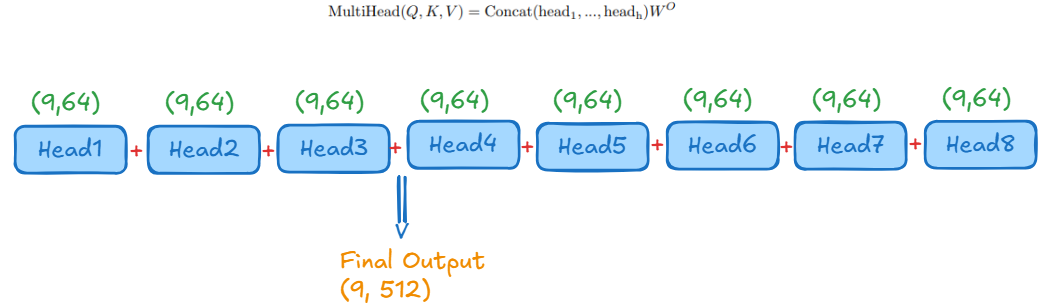 MultiHead(Q, K, V) = Concat(head₁, ..., headₕ)Wᴼ
(9,64) (9,64) (9,64) (9,64) (9,64) (9,64) (9,64) (9,64)
Head1 + Head2 + Head3 + Head4 + Head5 + Head6 + Head7 + Head8
Final Output
(9, 512)